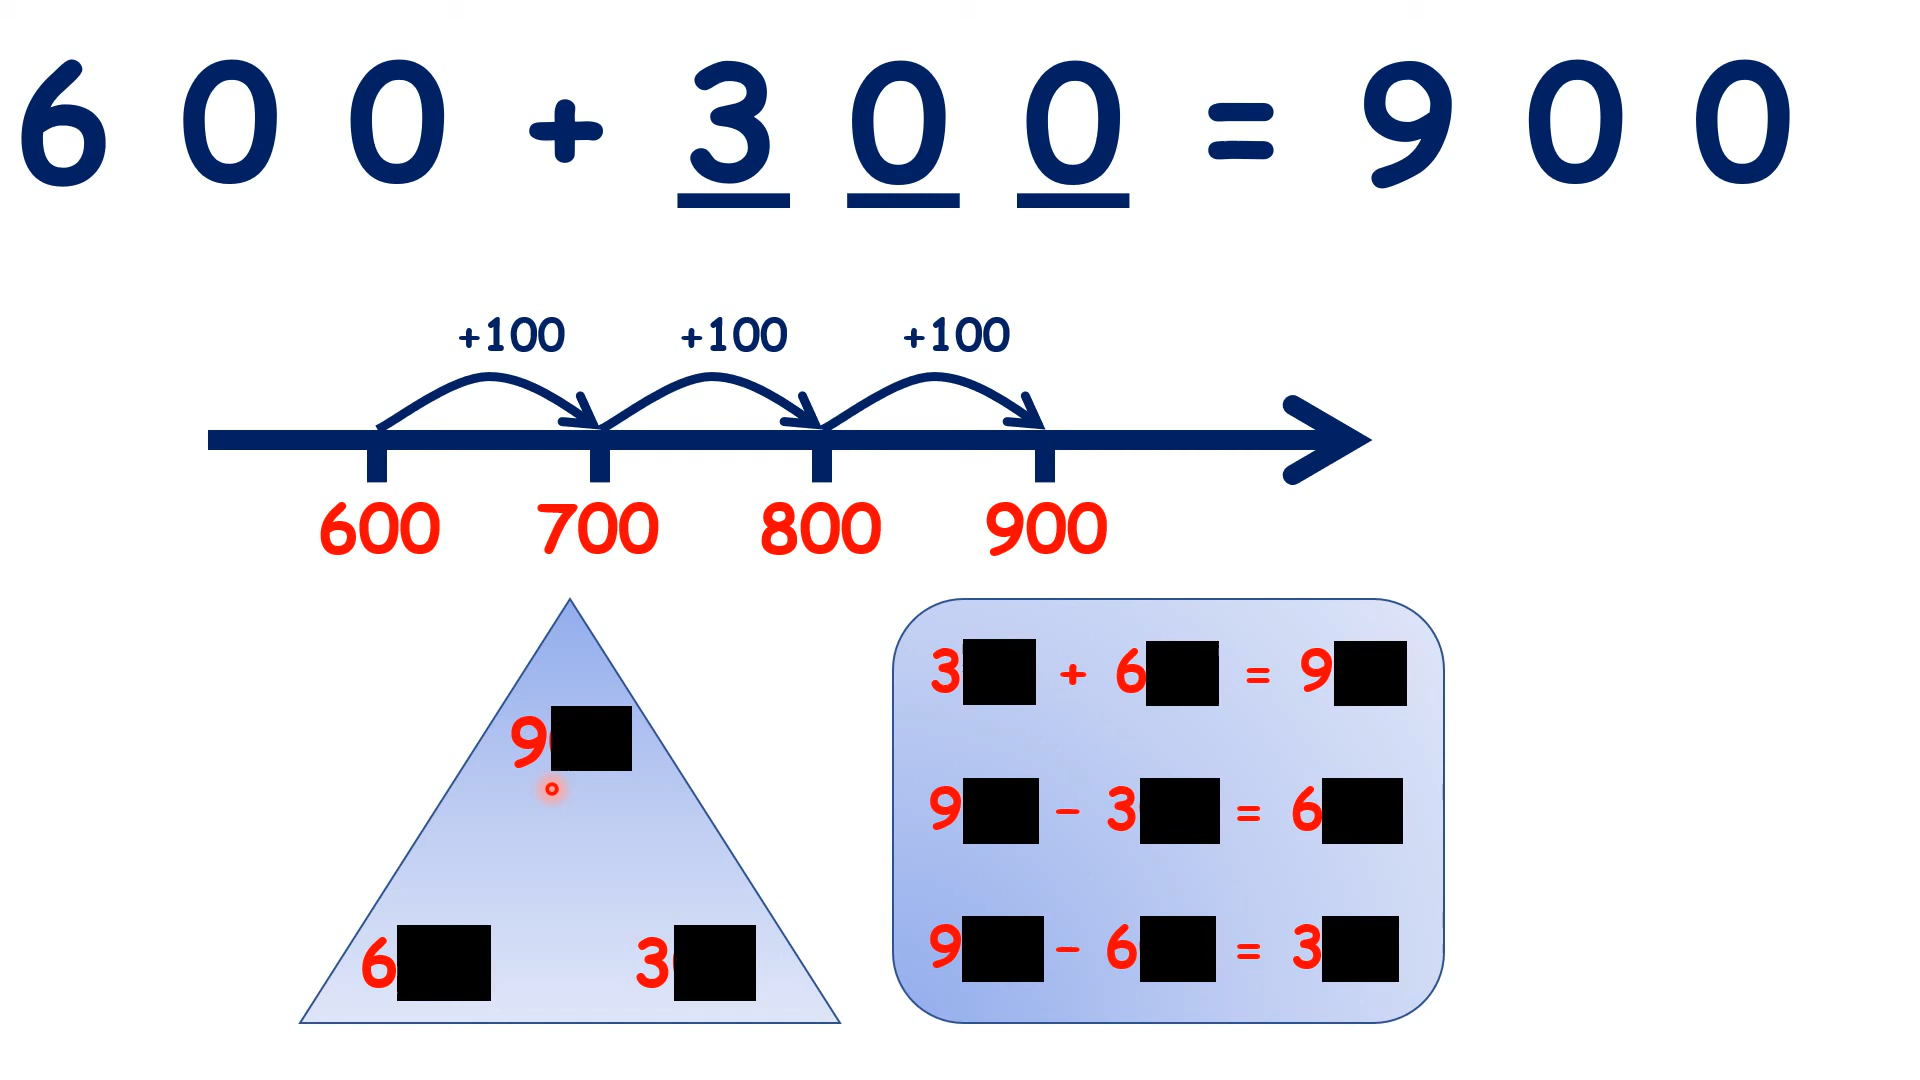 600 + 300 = 900
+100 +100 +100
600 700 800 900
9
6 3
3 + 6 = 9
9 - 3 = 6
9 - 6 = 3